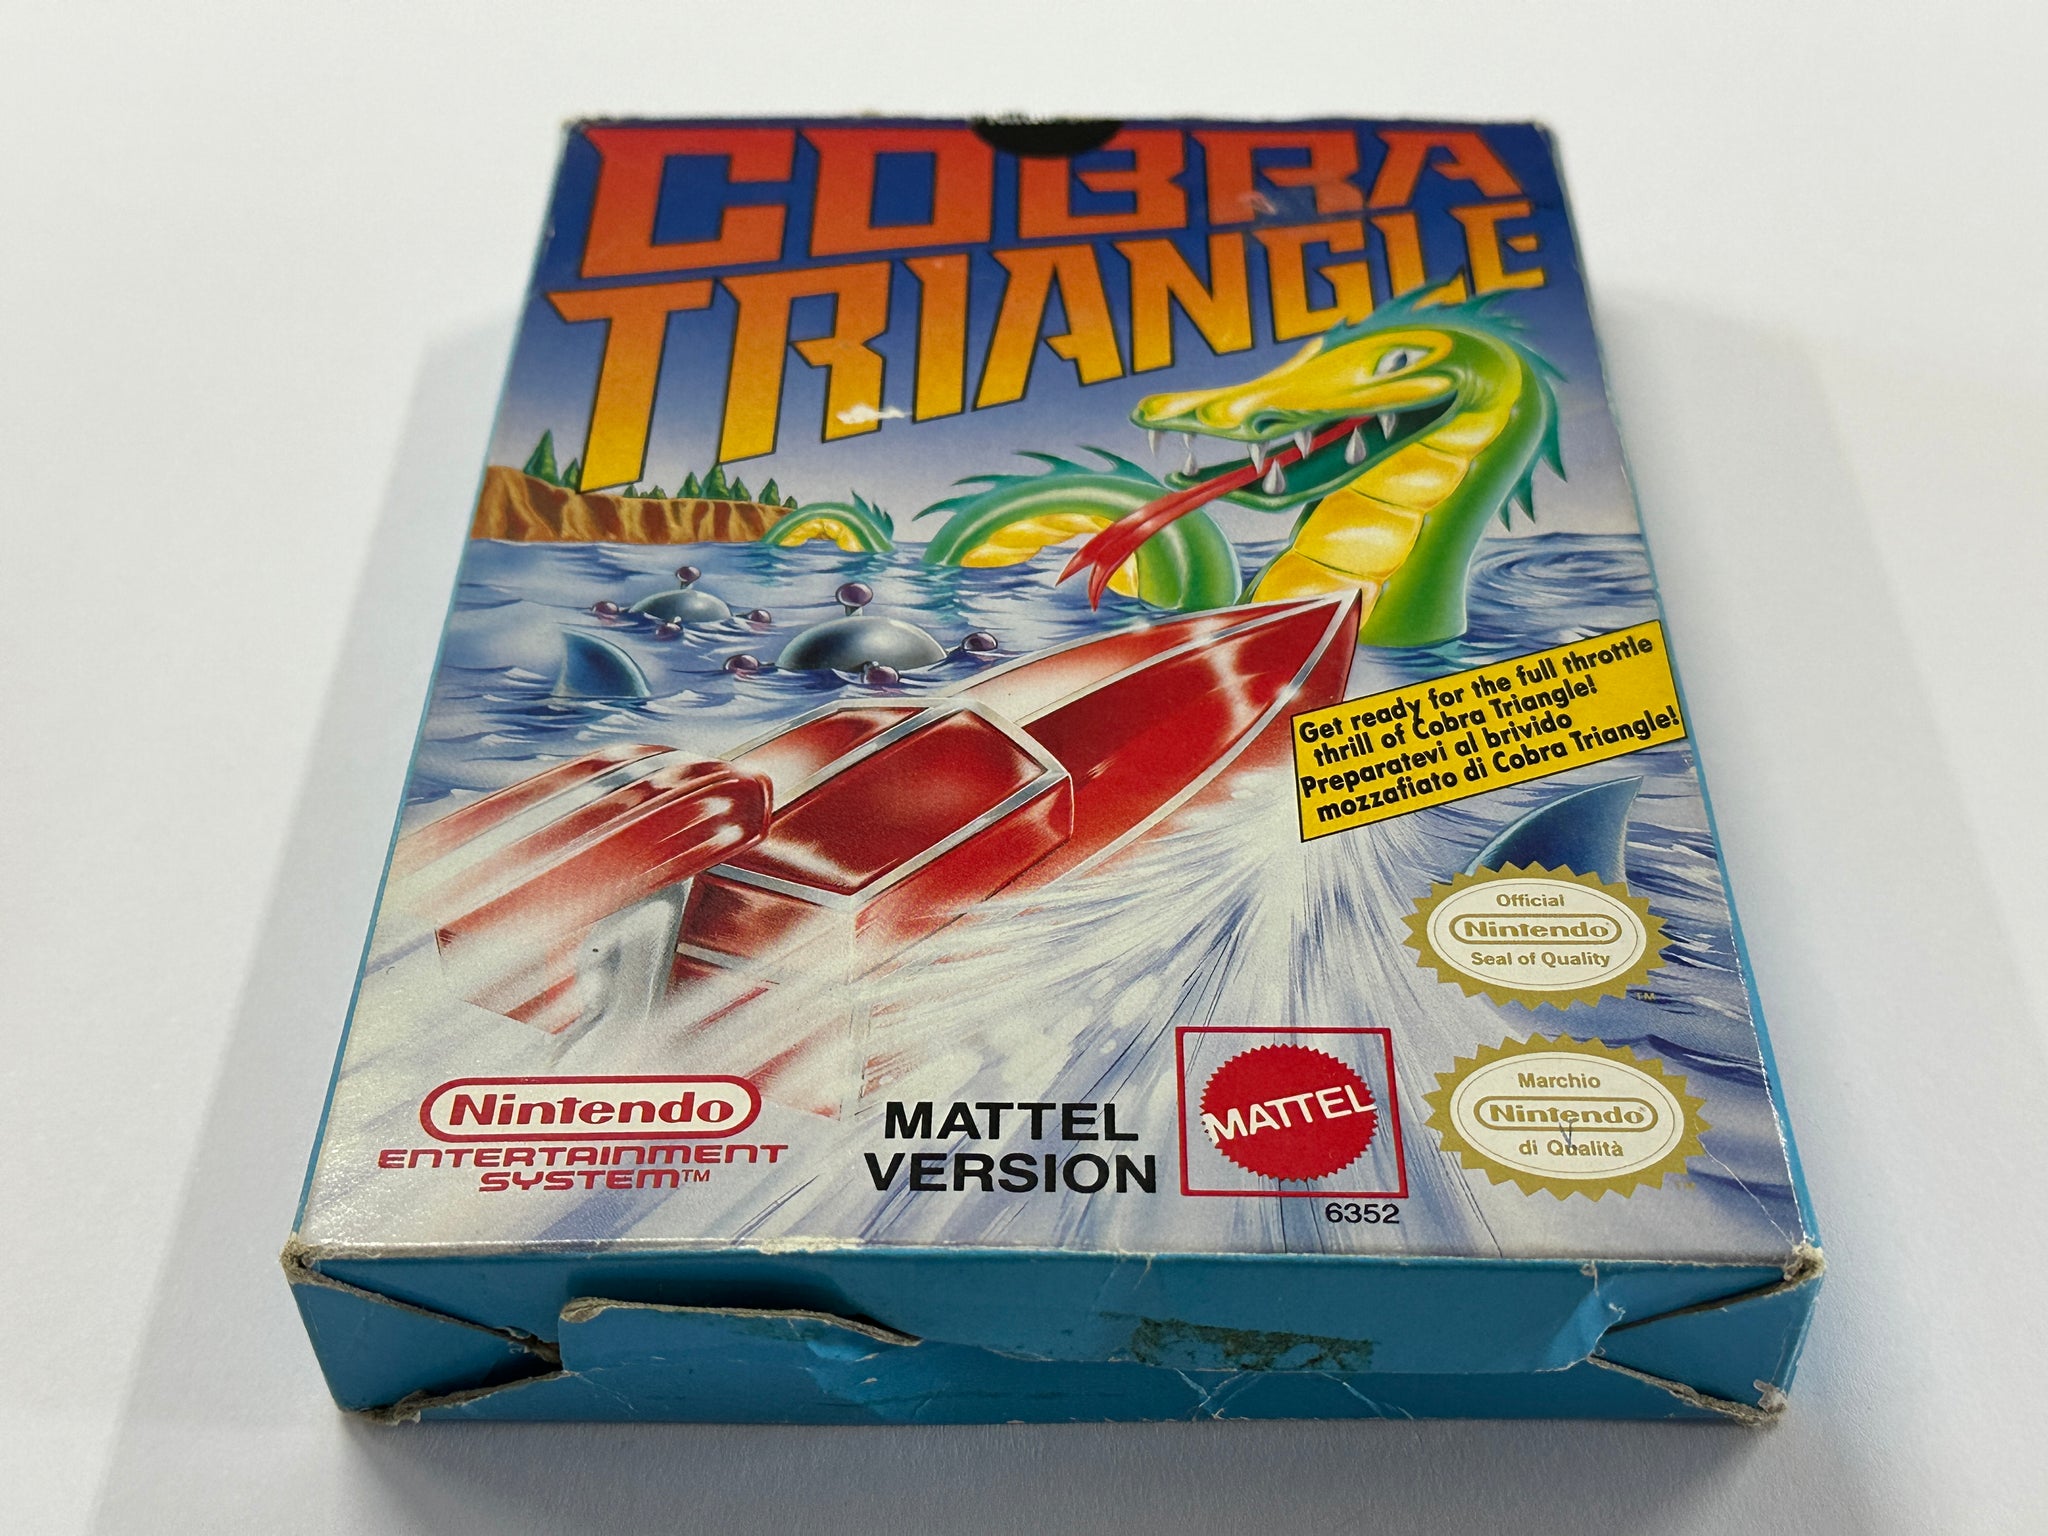 COBRA
TRIANGLE
Get ready for the full throttle
thrill of Cobra Triangle!
Preparatevi al brivido
mozzafiato di Cobra Triangle!
Official
Nintendo®
Seal of Quality
TM
Nintendo
ENTERTAINMENT
SYSTEM™
MATTEL
VERSION
MATTEL
6352
Marchio
Nintendo®
di Qualità